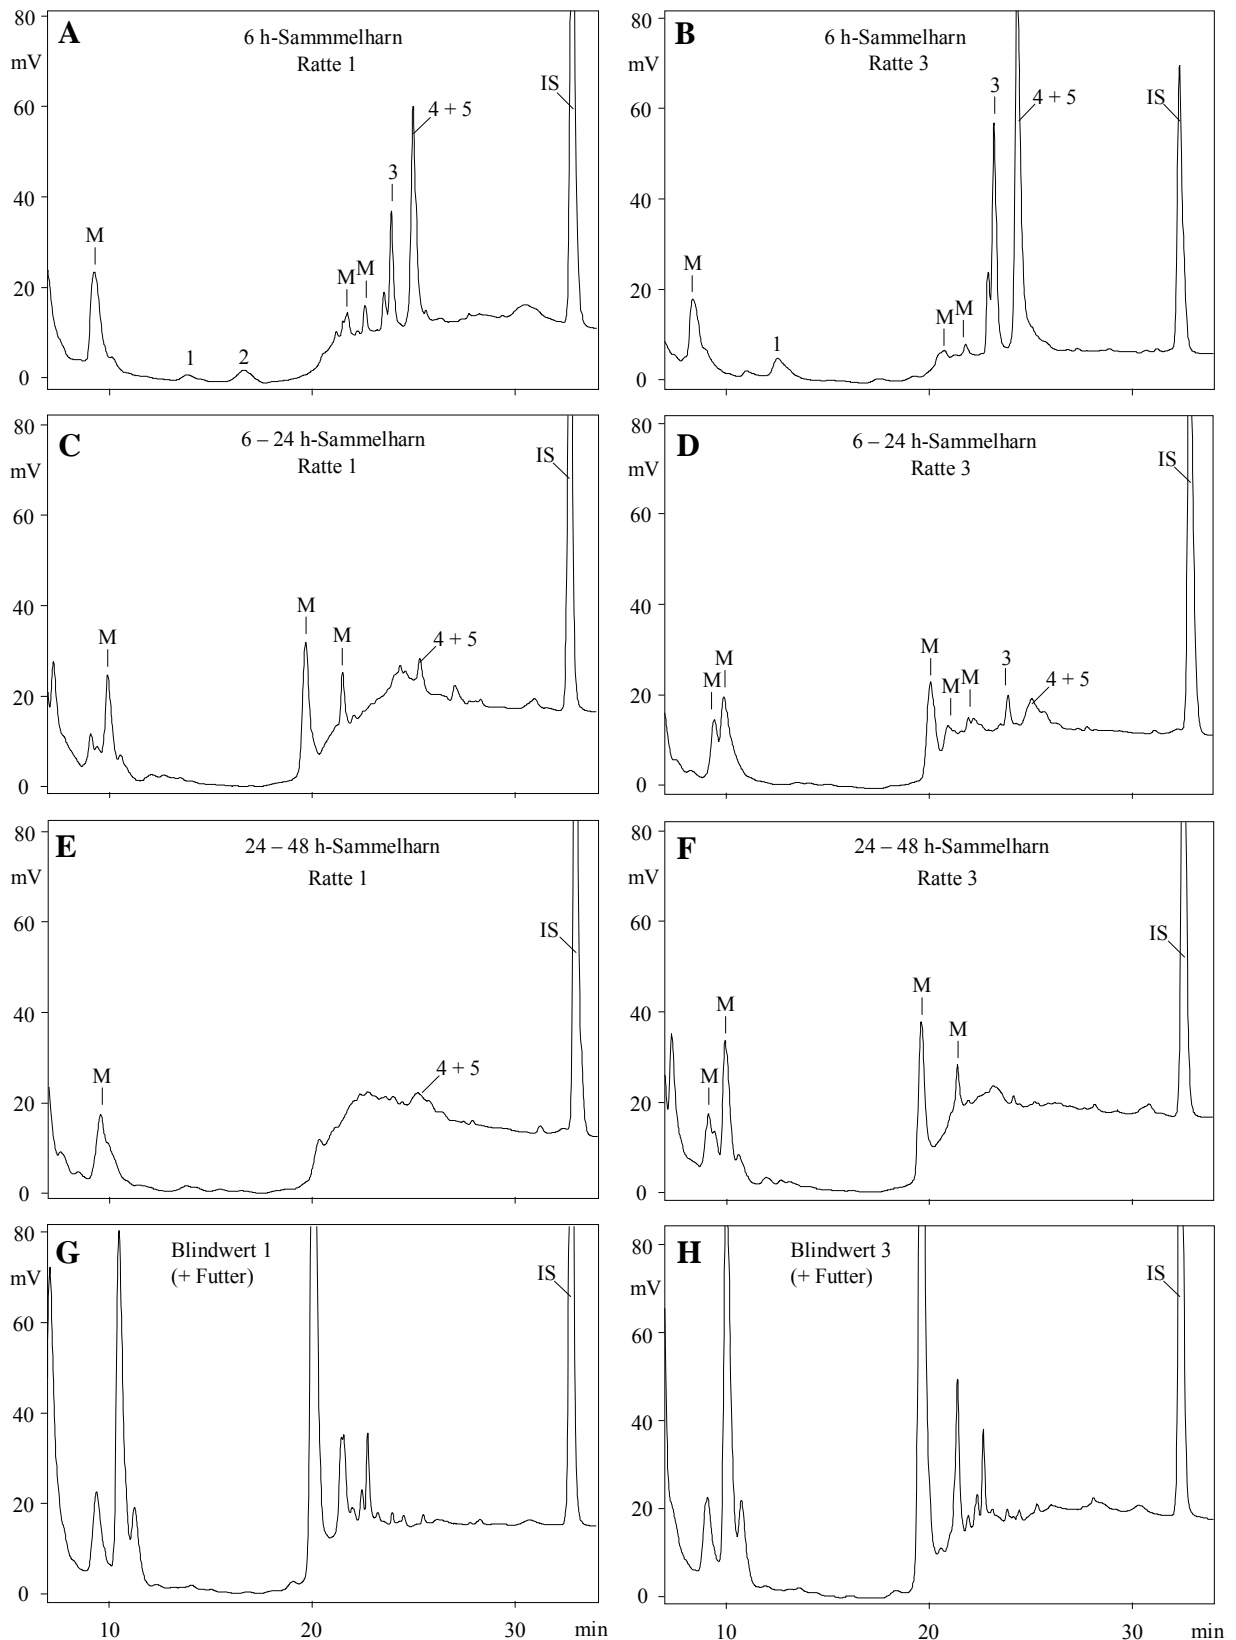 A
6 h-Sammmelharn
Ratte 1
80
mV
60
40
20
0
M
1
2
M
M
3
4 + 5
IS
B
6 h-Sammelharn
Ratte 3
80
mV
60
40
20
0
M
1
M
M
3
4 + 5
IS
C
6 – 24 h-Sammelharn
Ratte 1
80
mV
60
40
20
0
M
M
M
4 + 5
IS
D
6 – 24 h-Sammelharn
Ratte 3
80
mV
60
40
20
0
M
M
M
M
M
3
4 + 5
IS
E
24 – 48 h-Sammelharn
Ratte 1
80
mV
60
40
20
0
M
4 + 5
IS
F
24 – 48 h-Sammelharn
Ratte 3
80
mV
60
40
20
0
M
M
M
M
IS
G
Blindwert 1
(+ Futter)
80
mV
60
40
20
0
IS
10
20
30
min
H
Blindwert 3
(+ Futter)
80
mV
60
40
20
0
IS
10
20
30
min